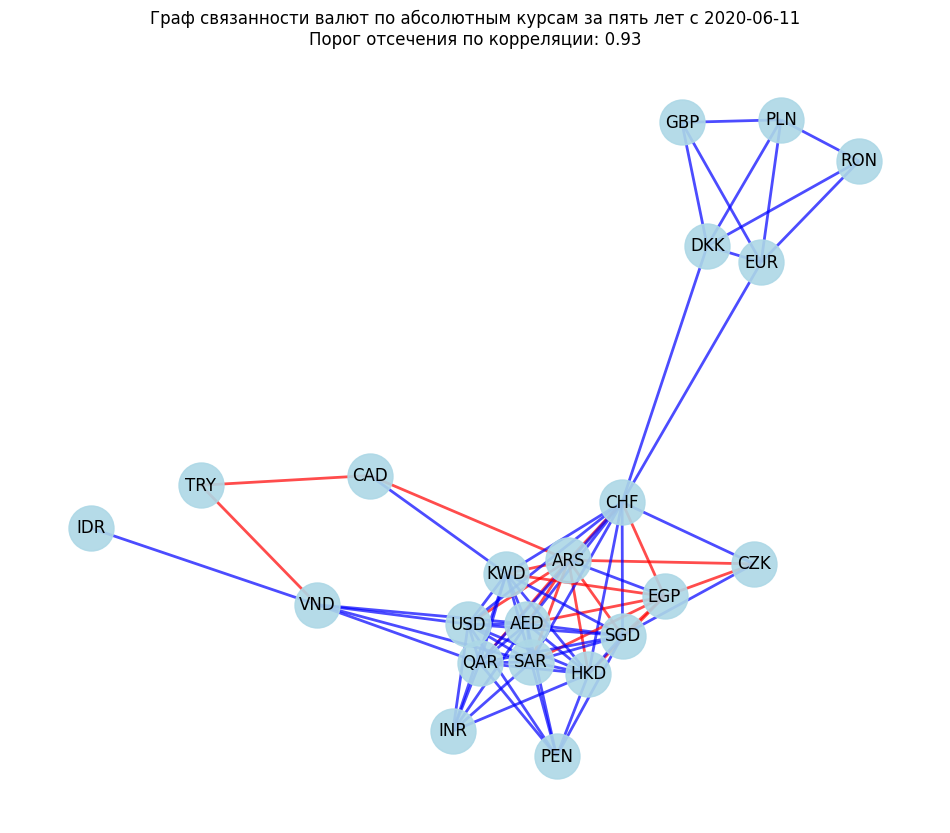 Граф связанности валют по абсолютным курсам за пять лет с 2020-06-11
Порог отсечения по корреляции: 0.93
GBP
PLN
RON
DKK
EUR
TRY
CAD
CHF
IDR
ARS
CZK
KWD
EGP
VND
USD
AED
SGD
QAR
SAR
HKD
INR
PEN